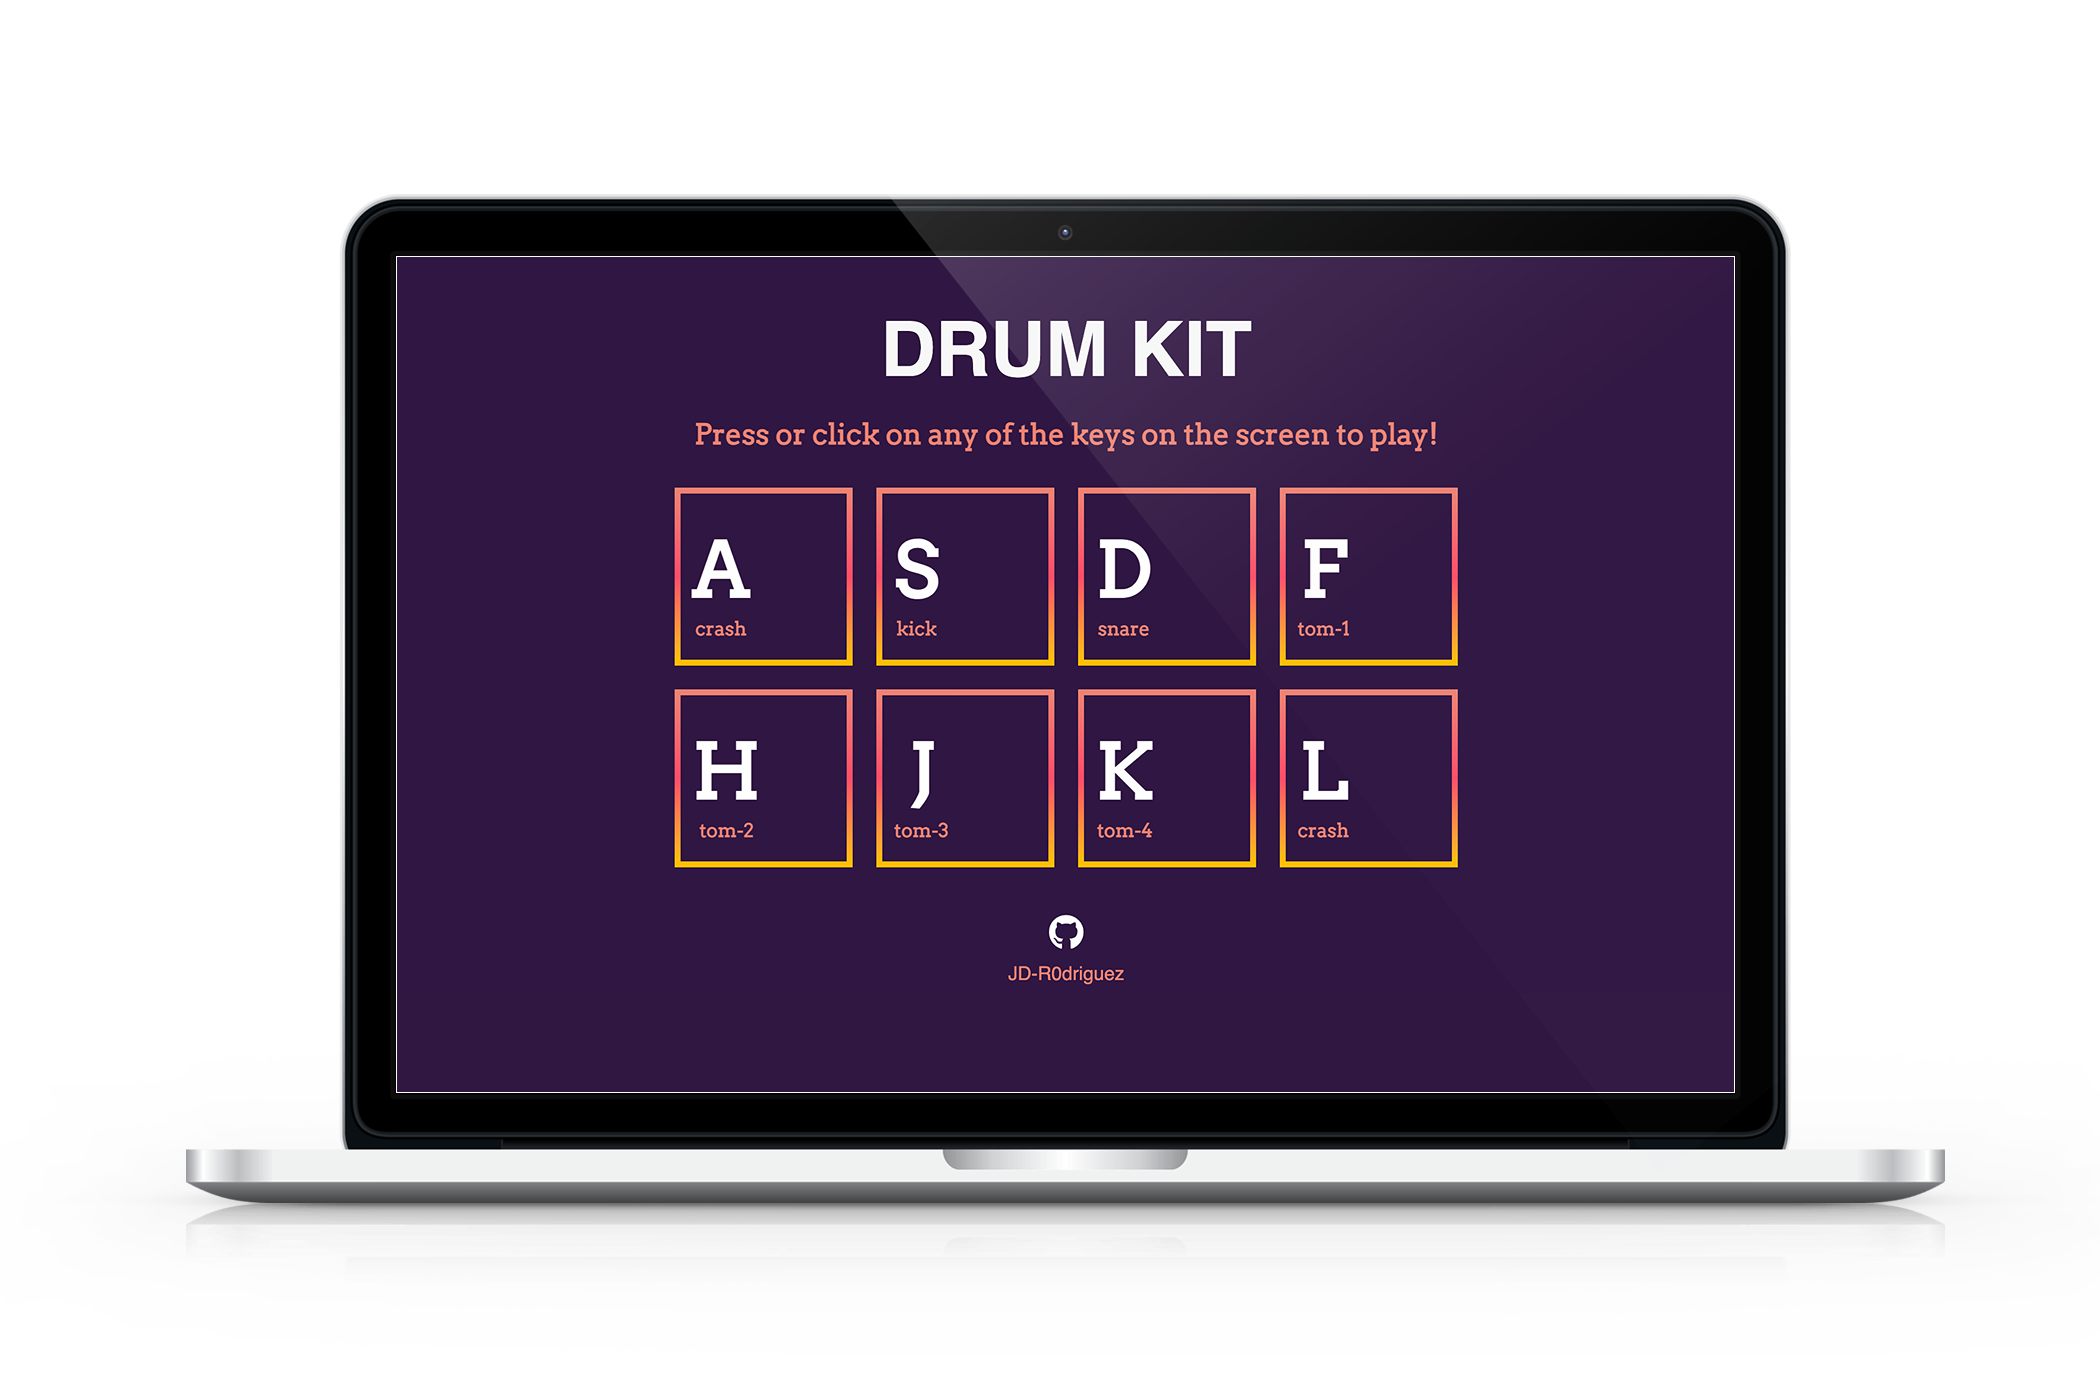 DRUM KIT
Press or click on any of the keys on the screen to play!
A S D F
crash kick snare tom-1
H J K L
tom-2 tom-3 tom-4 crash
JD-R0driguez